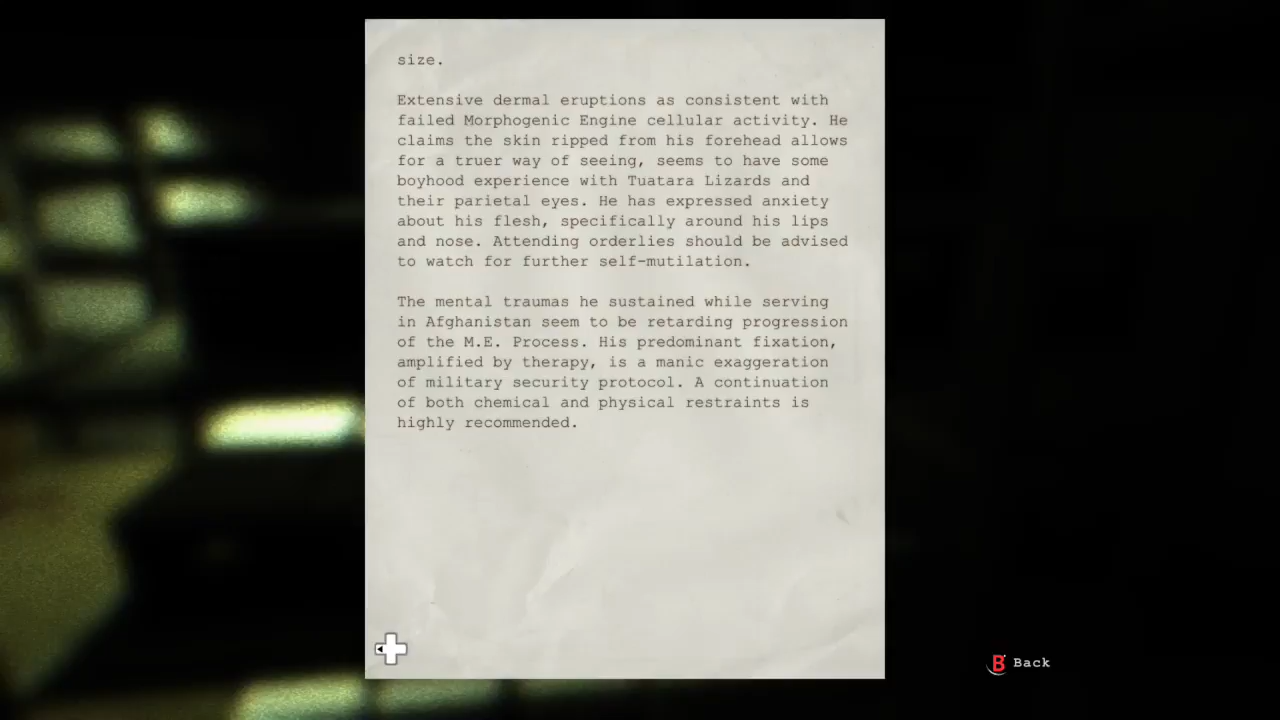 size.
Extensive dermal eruptions as consistent with
failed Morphogenic Engine cellular activity. He
claims the skin ripped from his forehead allows
for a truer way of seeing, seems to have some
boyhood experience with Tuatara Lizards and
their parietal eyes. He has expressed anxiety
about his flesh, specifically around his lips
and nose. Attending orderlies should be advised
to watch for further self-mutilation.
The mental traumas he sustained while serving
in Afghanistan seem to be retarding progression
of the M.E. Process. His predominant fixation,
amplified by therapy, is a manic exaggeration
of military security protocol. A continuation
of both chemical and physical restraints is
highly recommended.
B Back